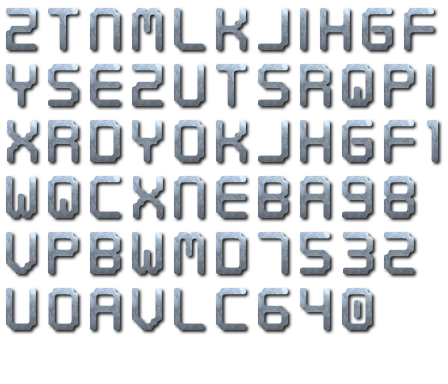 ZTNMLKJIHGF
YSEZUTSRQPI
XRDYOKJHGF1
WQCXNEBA98
VPBWMD7532
UOAVLC640